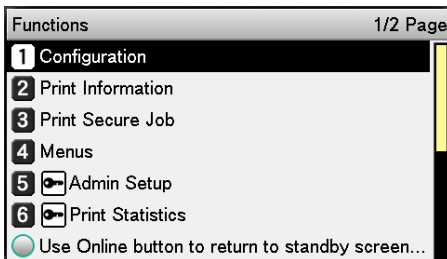 Functions 1/2 Page
1 Configuration
2 Print Information
3 Print Secure Job
4 Menus
5 Admin Setup
6 Print Statistics
Use Online button to return to standby screen...